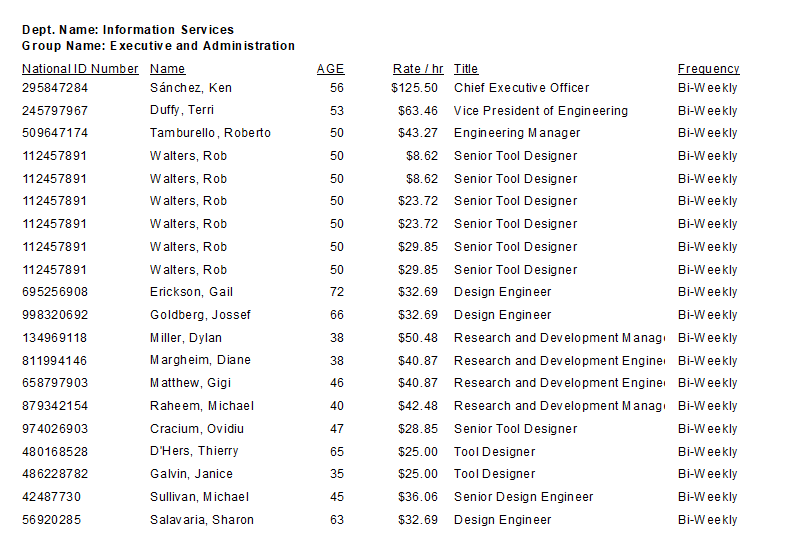 Dept. Name: Information Services
Group Name: Executive and Administration
National ID Number Name AGE Rate / hr Title Frequency
295847284 Sánchez, Ken 56 $125.50 Chief Executive Officer Bi-Weekly
245797967 Duffy, Terri 53 $63.46 Vice President of Engineering Bi-Weekly
509647174 Tamburello, Roberto 50 $43.27 Engineering Manager Bi-Weekly
112457891 Walters, Rob 50 $8.62 Senior Tool Designer Bi-Weekly
112457891 Walters, Rob 50 $8.62 Senior Tool Designer Bi-Weekly
112457891 Walters, Rob 50 $23.72 Senior Tool Designer Bi-Weekly
112457891 Walters, Rob 50 $23.72 Senior Tool Designer Bi-Weekly
112457891 Walters, Rob 50 $29.85 Senior Tool Designer Bi-Weekly
112457891 Walters, Rob 50 $29.85 Senior Tool Designer Bi-Weekly
695256908 Erickson, Gail 72 $32.69 Design Engineer Bi-Weekly
998320692 Goldberg, Jossef 66 $32.69 Design Engineer Bi-Weekly
134969118 Miller, Dylan 38 $50.48 Research and Development Manag Bi-Weekly
811994146 Margheim, Diane 38 $40.87 Research and Development Engine Bi-Weekly
658797903 Matthew, Gigi 46 $40.87 Research and Development Engine Bi-Weekly
879342154 Raheem, Michael 40 $42.48 Research and Development Manag Bi-Weekly
974026903 Cracium, Ovidiu 47 $28.85 Senior Tool Designer Bi-Weekly
480168528 D'Hers, Thierry 65 $25.00 Tool Designer Bi-Weekly
486228782 Galvin, Janice 35 $25.00 Tool Designer Bi-Weekly
42487730 Sullivan, Michael 45 $36.06 Senior Design Engineer Bi-Weekly
56920285 Salavaria, Sharon 63 $32.69 Design Engineer Bi-Weekly